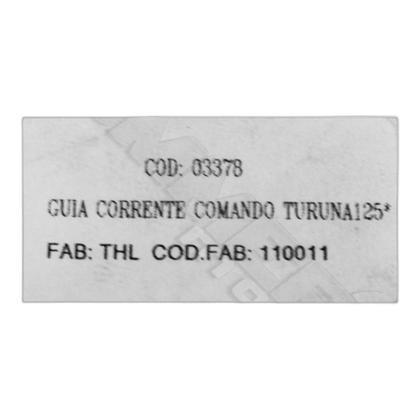 COD: 03378
GUIA CORRENTE COMANDO TURUNA125*
FAB: THL COD.FAB: 110011